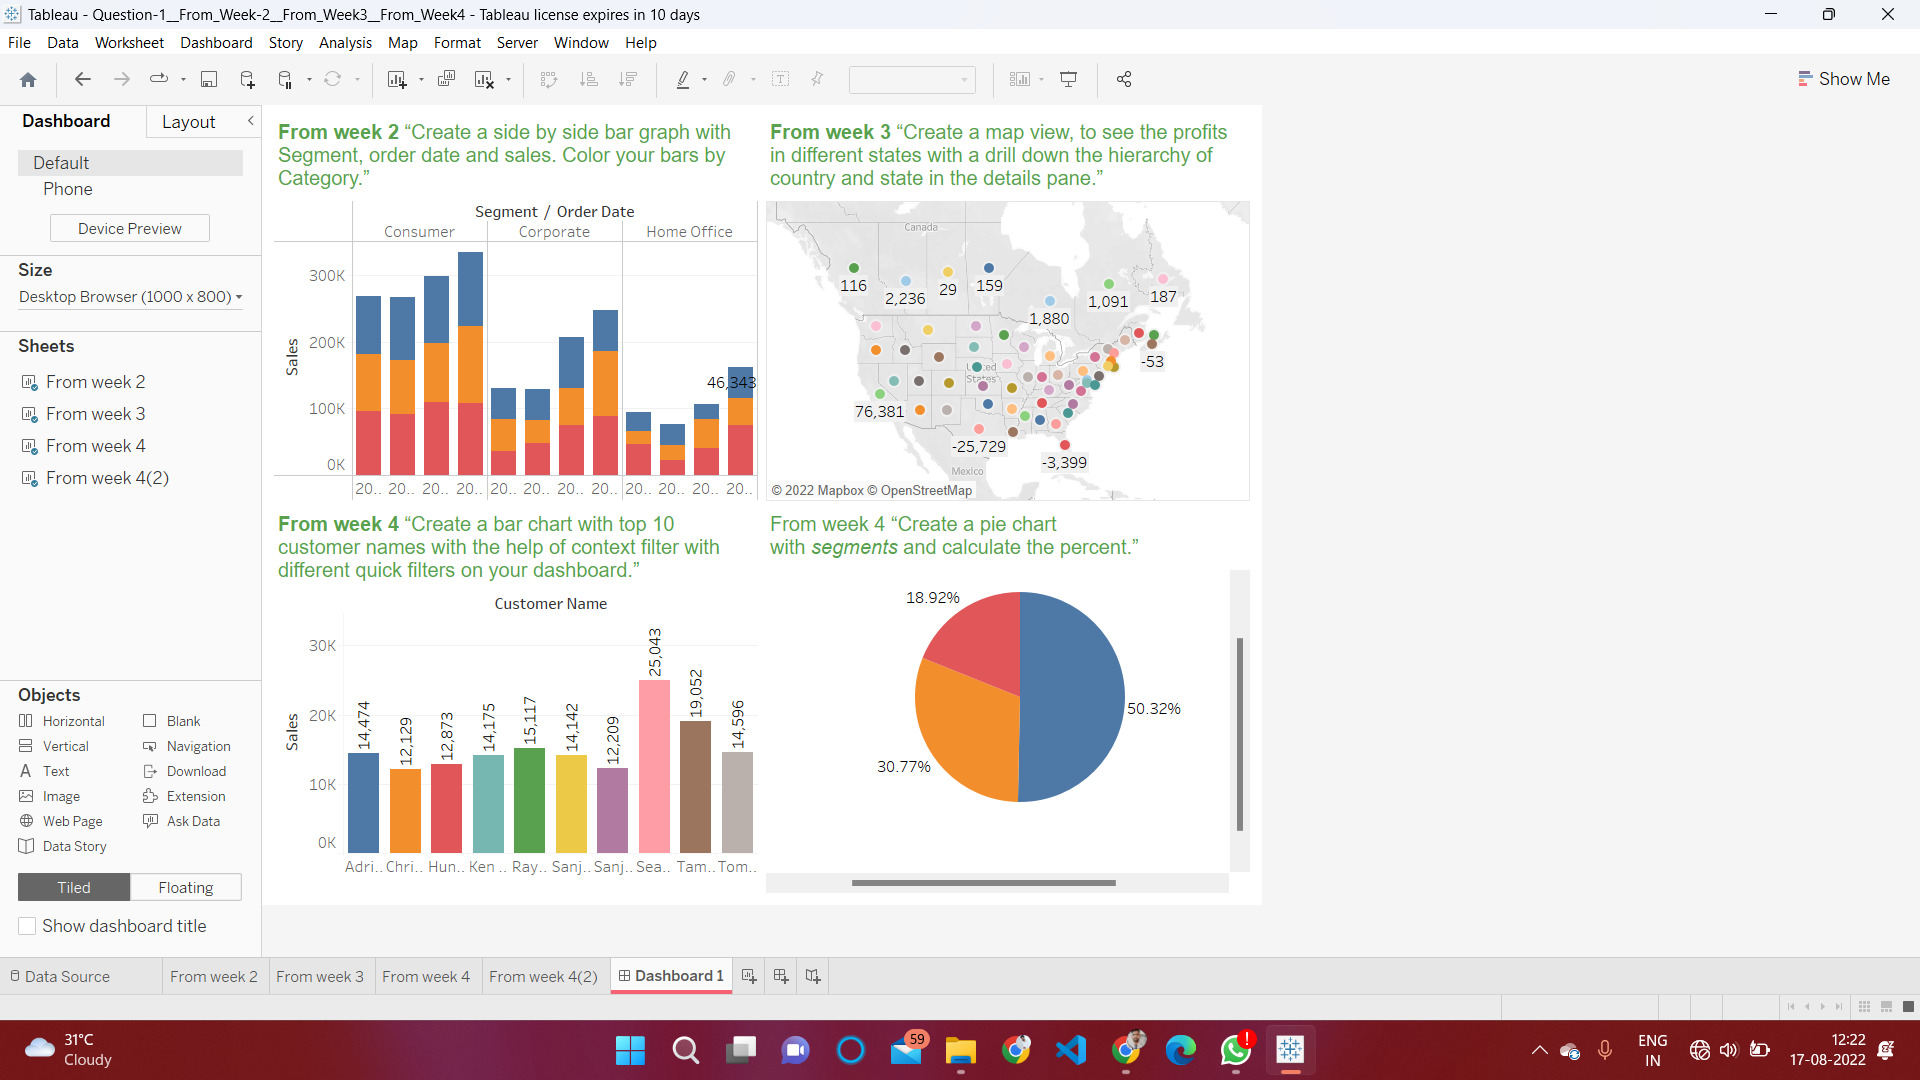 Tableau - Question-1__From_Week-2__From_Week3__From_Week4 - Tableau license expires in 10 days
File Data Worksheet Dashboard Story Analysis Map Format Server Window Help
Show Me
Dashboard Layout
Default
Phone
Device Preview
Size
Desktop Browser (1000 x 800)
Sheets
From week 2
From week 3
From week 4
From week 4(2)
Objects
Horizontal Blank
Vertical Navigation
Text Download
Image Extension
Web Page Ask Data
Data Story
Tiled Floating
Show dashboard title
From week 2 “Create a side by side bar graph with
Segment, order date and sales. Color your bars by
Category.”
Segment / Order Date
Consumer Corporate Home Office
Sales
300K
200K
100K
0K
46,343
20.. 20.. 20.. 20.. 20.. 20.. 20.. 20.. 20.. 20.. 20.. 20..
From week 3 “Create a map view, to see the profits
in different states with a drill down the hierarchy of
country and state in the details pane.”
Canada
116 2,236 29 159 1,880 1,091 187
United
States
-53
76,381
-25,729
-3,399
Mexico
© 2022 Mapbox © OpenStreetMap
From week 4 “Create a bar chart with top 10
customer names with the help of context filter with
different quick filters on your dashboard.”
Customer Name
Sales
30K
20K
10K
0K
14,474 12,129 12,873 14,175 15,117 14,142 12,209 25,043 19,052 14,596
Adri.. Chri.. Hun.. Ken .. Ray.. Sanj.. Sanj.. Sea.. Tam.. Tom..
From week 4 “Create a pie chart
with segments and calculate the percent.”
18.92%
50.32%
30.77%
Data Source From week 2 From week 3 From week 4 From week 4(2) Dashboard 1
31°C
Cloudy
59
!
ENG
IN
12:22
17-08-2022